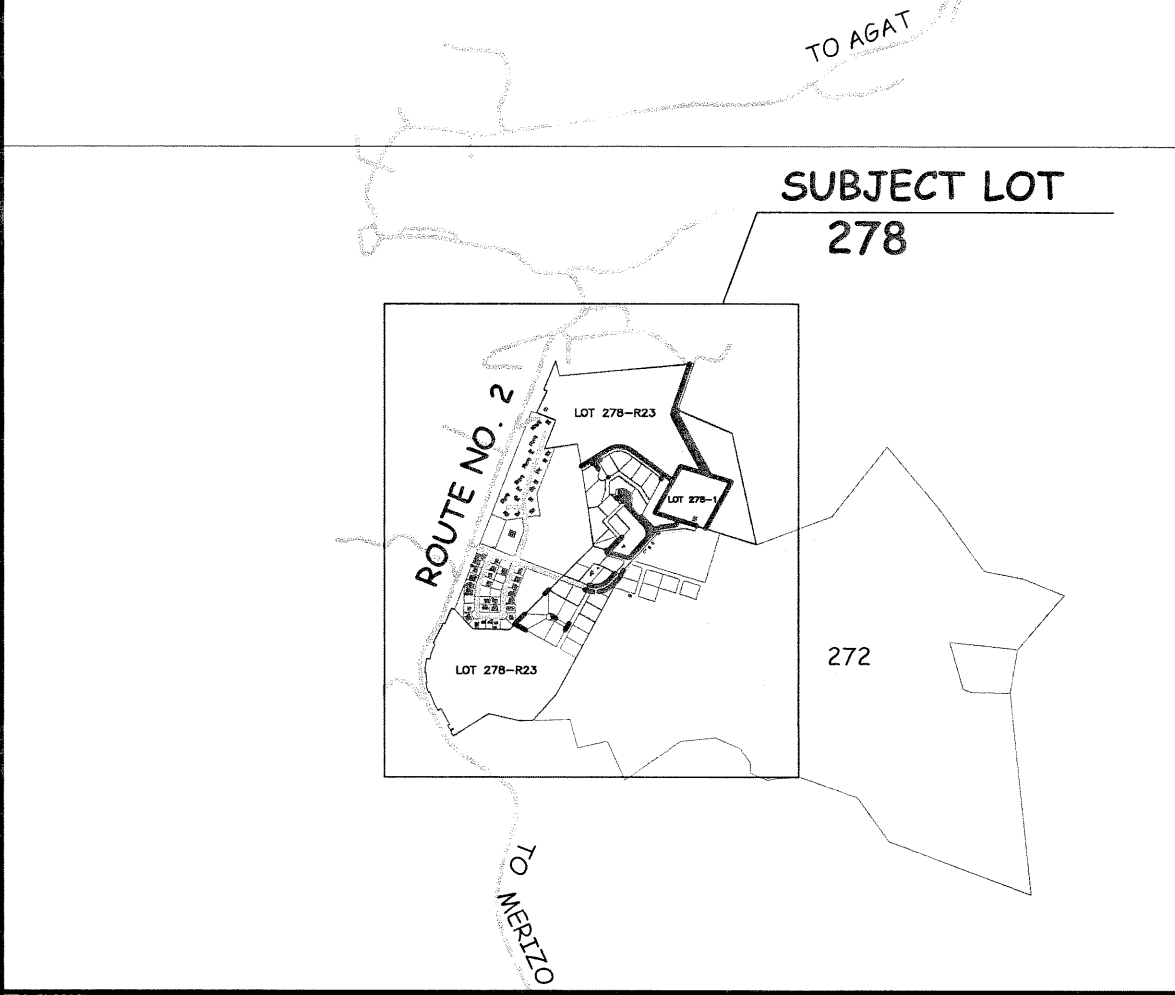 TO AGAT
SUBJECT LOT
278
ROUTE NO. 2
LOT 278-R23
LOT 278-1
272
LOT 278-R23
TO MERIZO